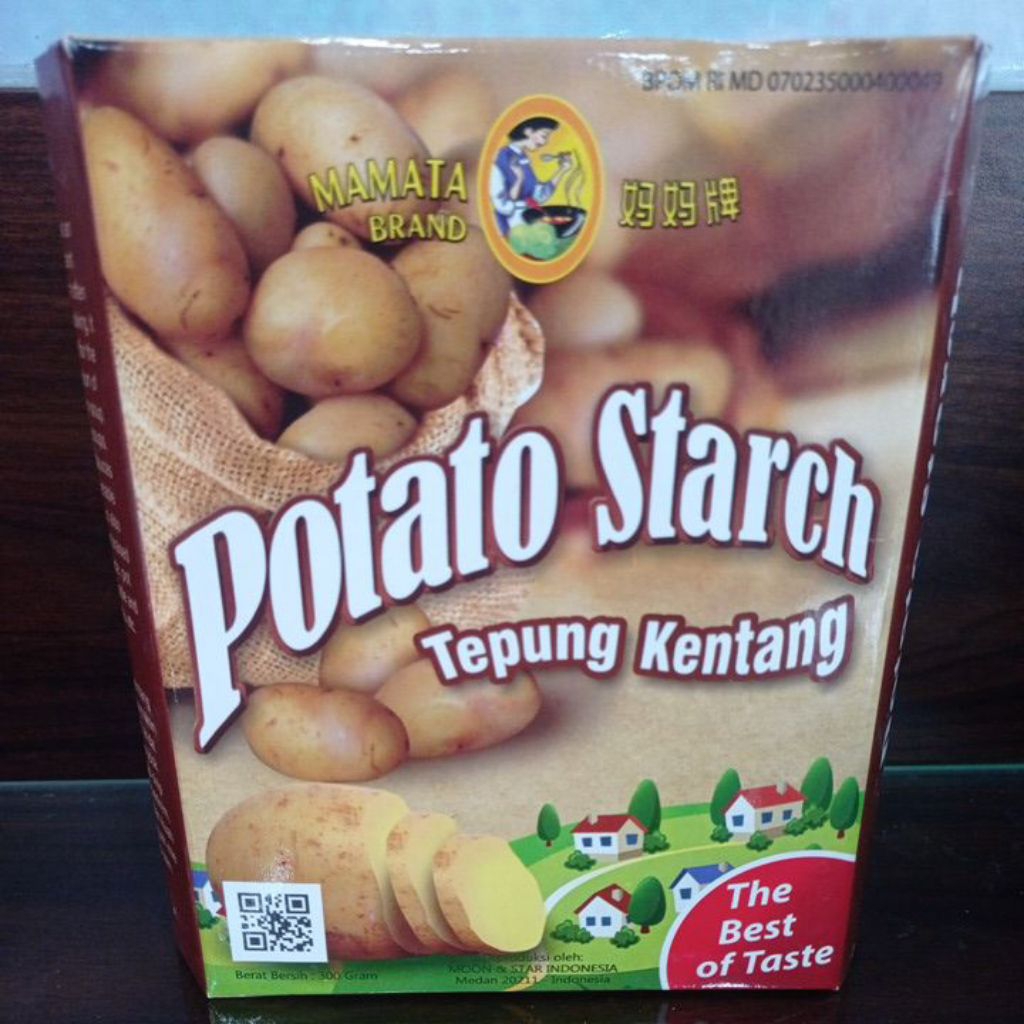 BPOM RI MD 070235000400049
MAMATA
BRAND
妈妈牌
Potato Starch
Tepung Kentang
The
Best
of Taste
Berat Bersih : 300 Gram
oleh:
MOON & STAR INDONESIA
Medan 20211 - Indonesia